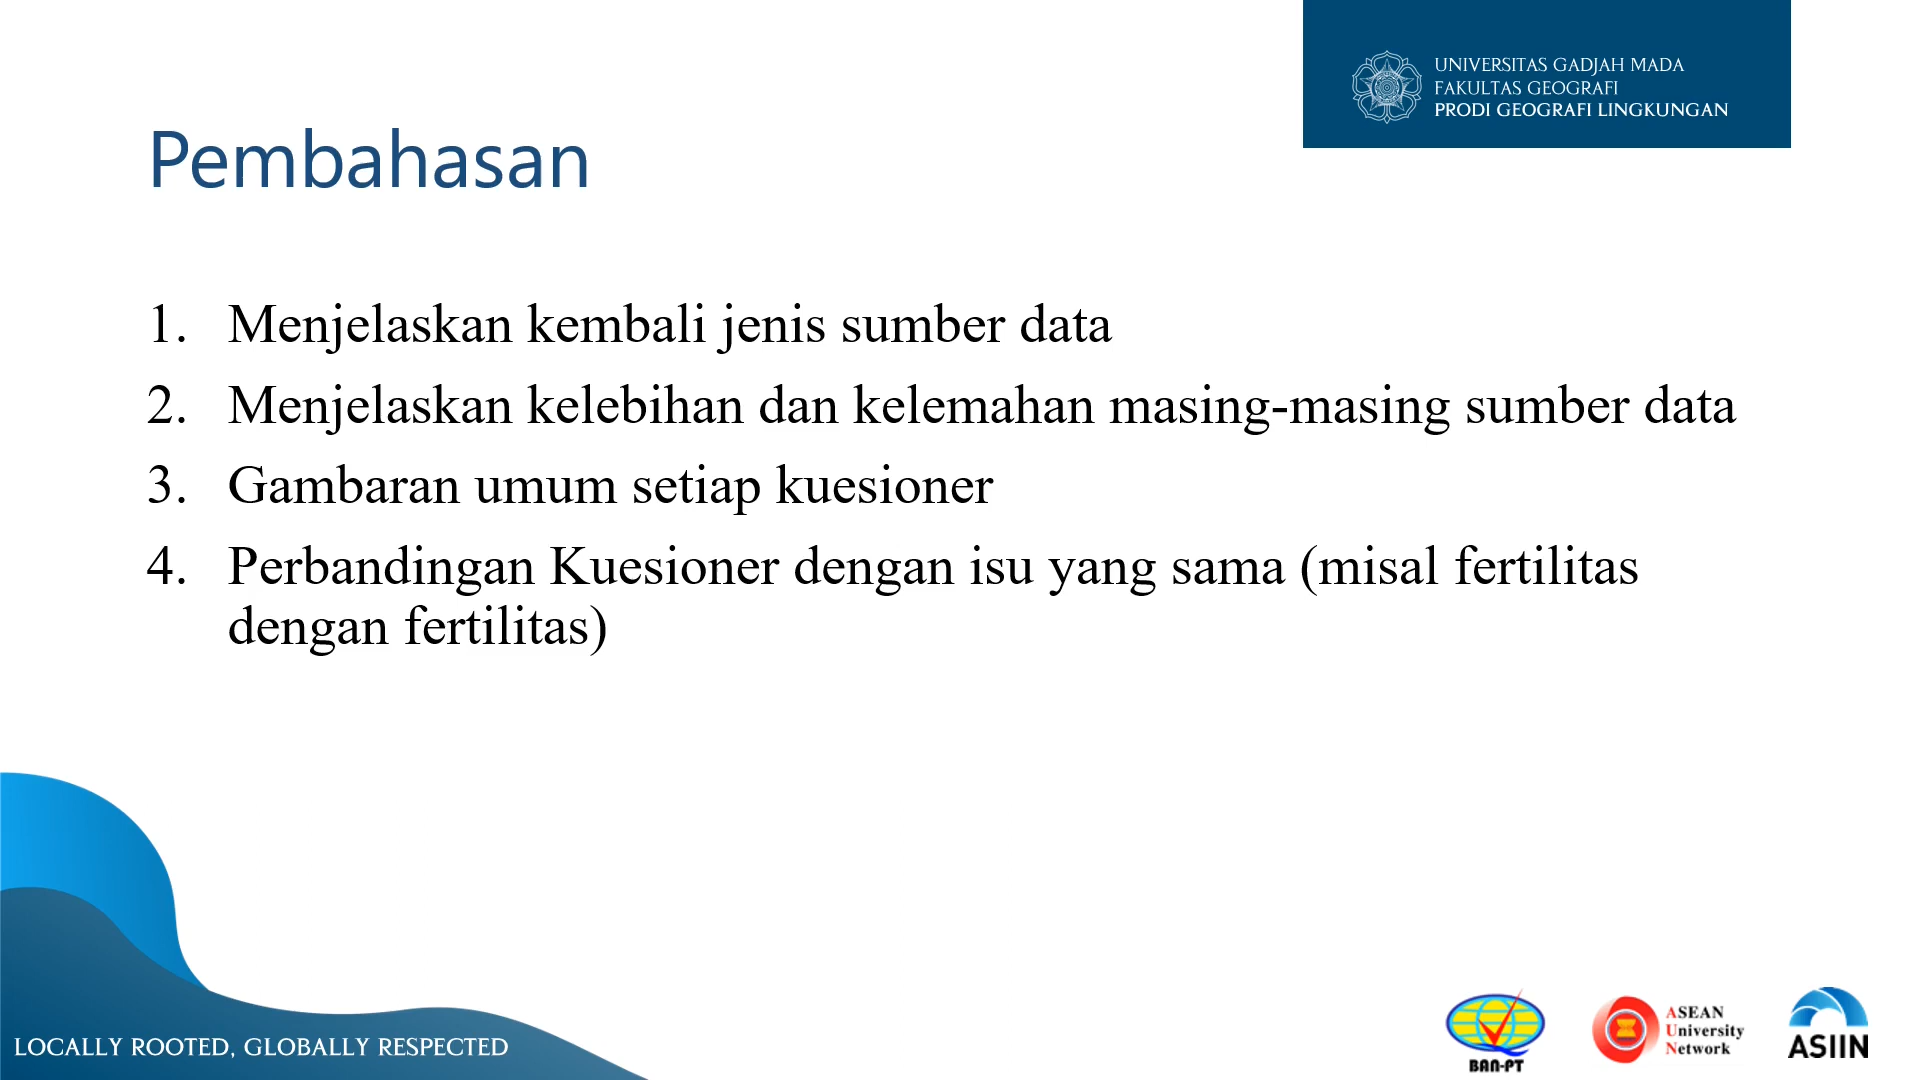 UNIVERSITAS GADJAH MADA
FAKULTAS GEOGRAFI
PRODI GEOGRAFI LINGKUNGAN
Pembahasan
1. Menjelaskan kembali jenis sumber data
2. Menjelaskan kelebihan dan kelemahan masing-masing sumber data
3. Gambaran umum setiap kuesioner
4. Perbandingan Kuesioner dengan isu yang sama (misal fertilitas
dengan fertilitas)
LOCALLY ROOTED, GLOBALLY RESPECTED
BAN-PT
ASEAN
University
Network
ASIIN